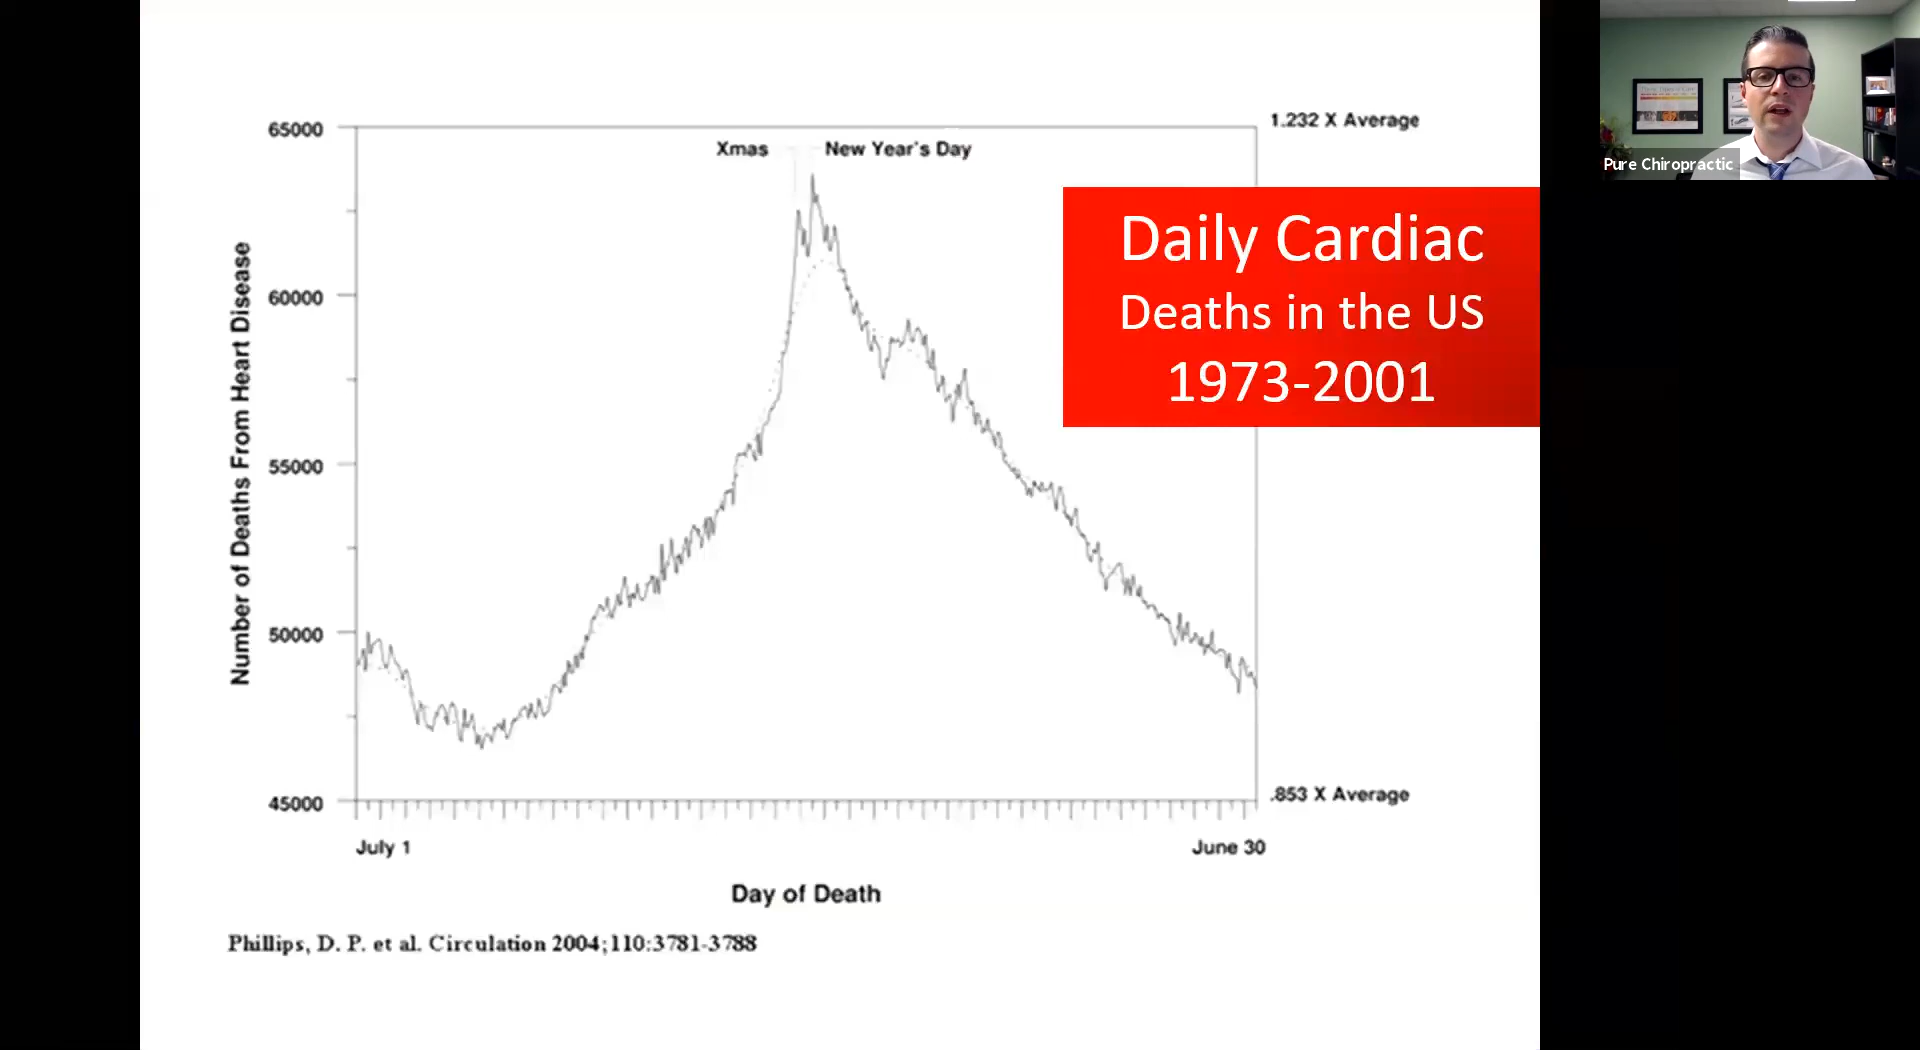 65000
60000
55000
50000
45000
Number of Deaths From Heart Disease
Xmas
New Year's Day
1.232 X Average
Daily Cardiac
Deaths in the US
1973-2001
.853 X Average
July 1
June 30
Day of Death
Phillips, D. P. et al. Circulation 2004;110:3781-3788
Pure Chiropractic